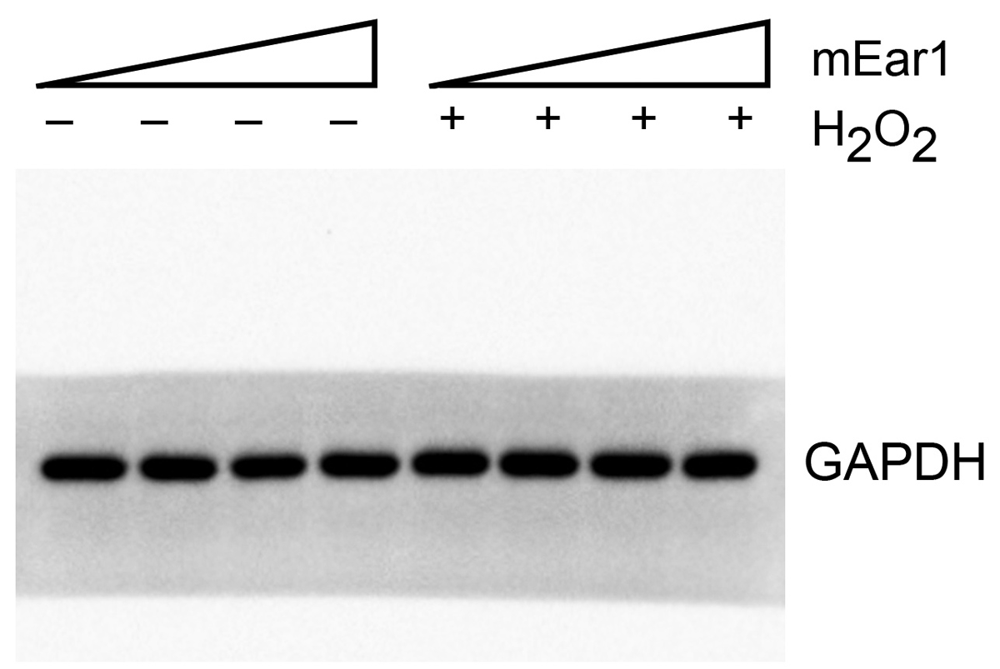 mEar1
– – – – + + + + H₂O₂
GAPDH